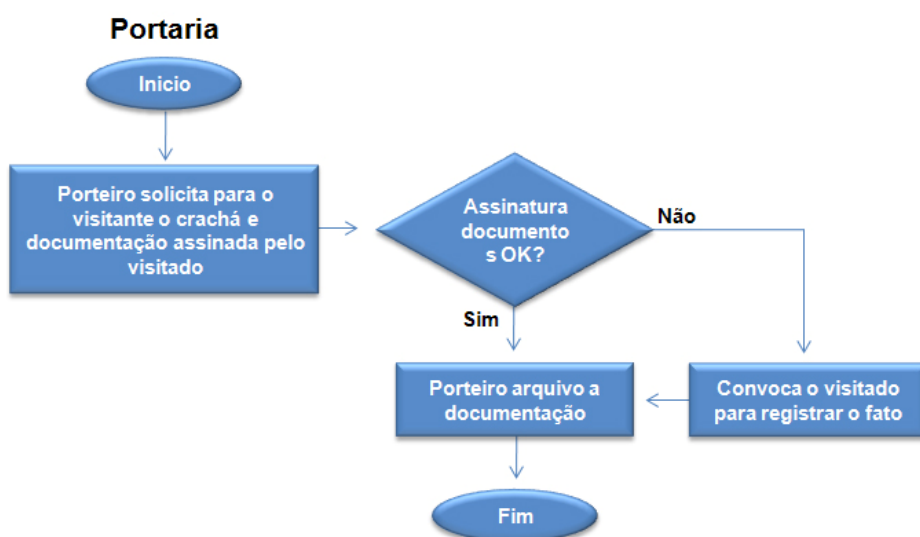 Portaria
Inicio
Porteiro solicita para o
visitante o crachá e
documentação assinada pelo
visitado
Assinatura
documento
s OK?
Não
Sim
Porteiro arquivo a
documentação
Convoca o visitado
para registrar o fato
Fim